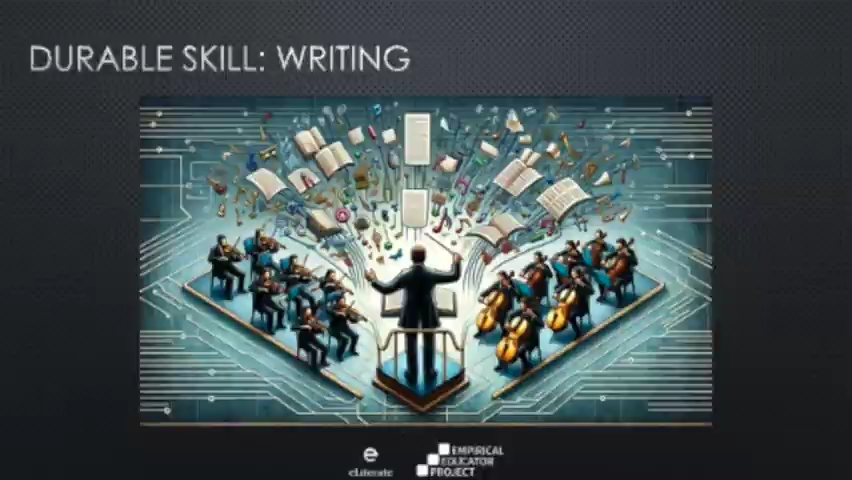 DURABLE SKILL: WRITING
e
eLiterate
EMPIRICAL
EDUCATOR
PROJECT